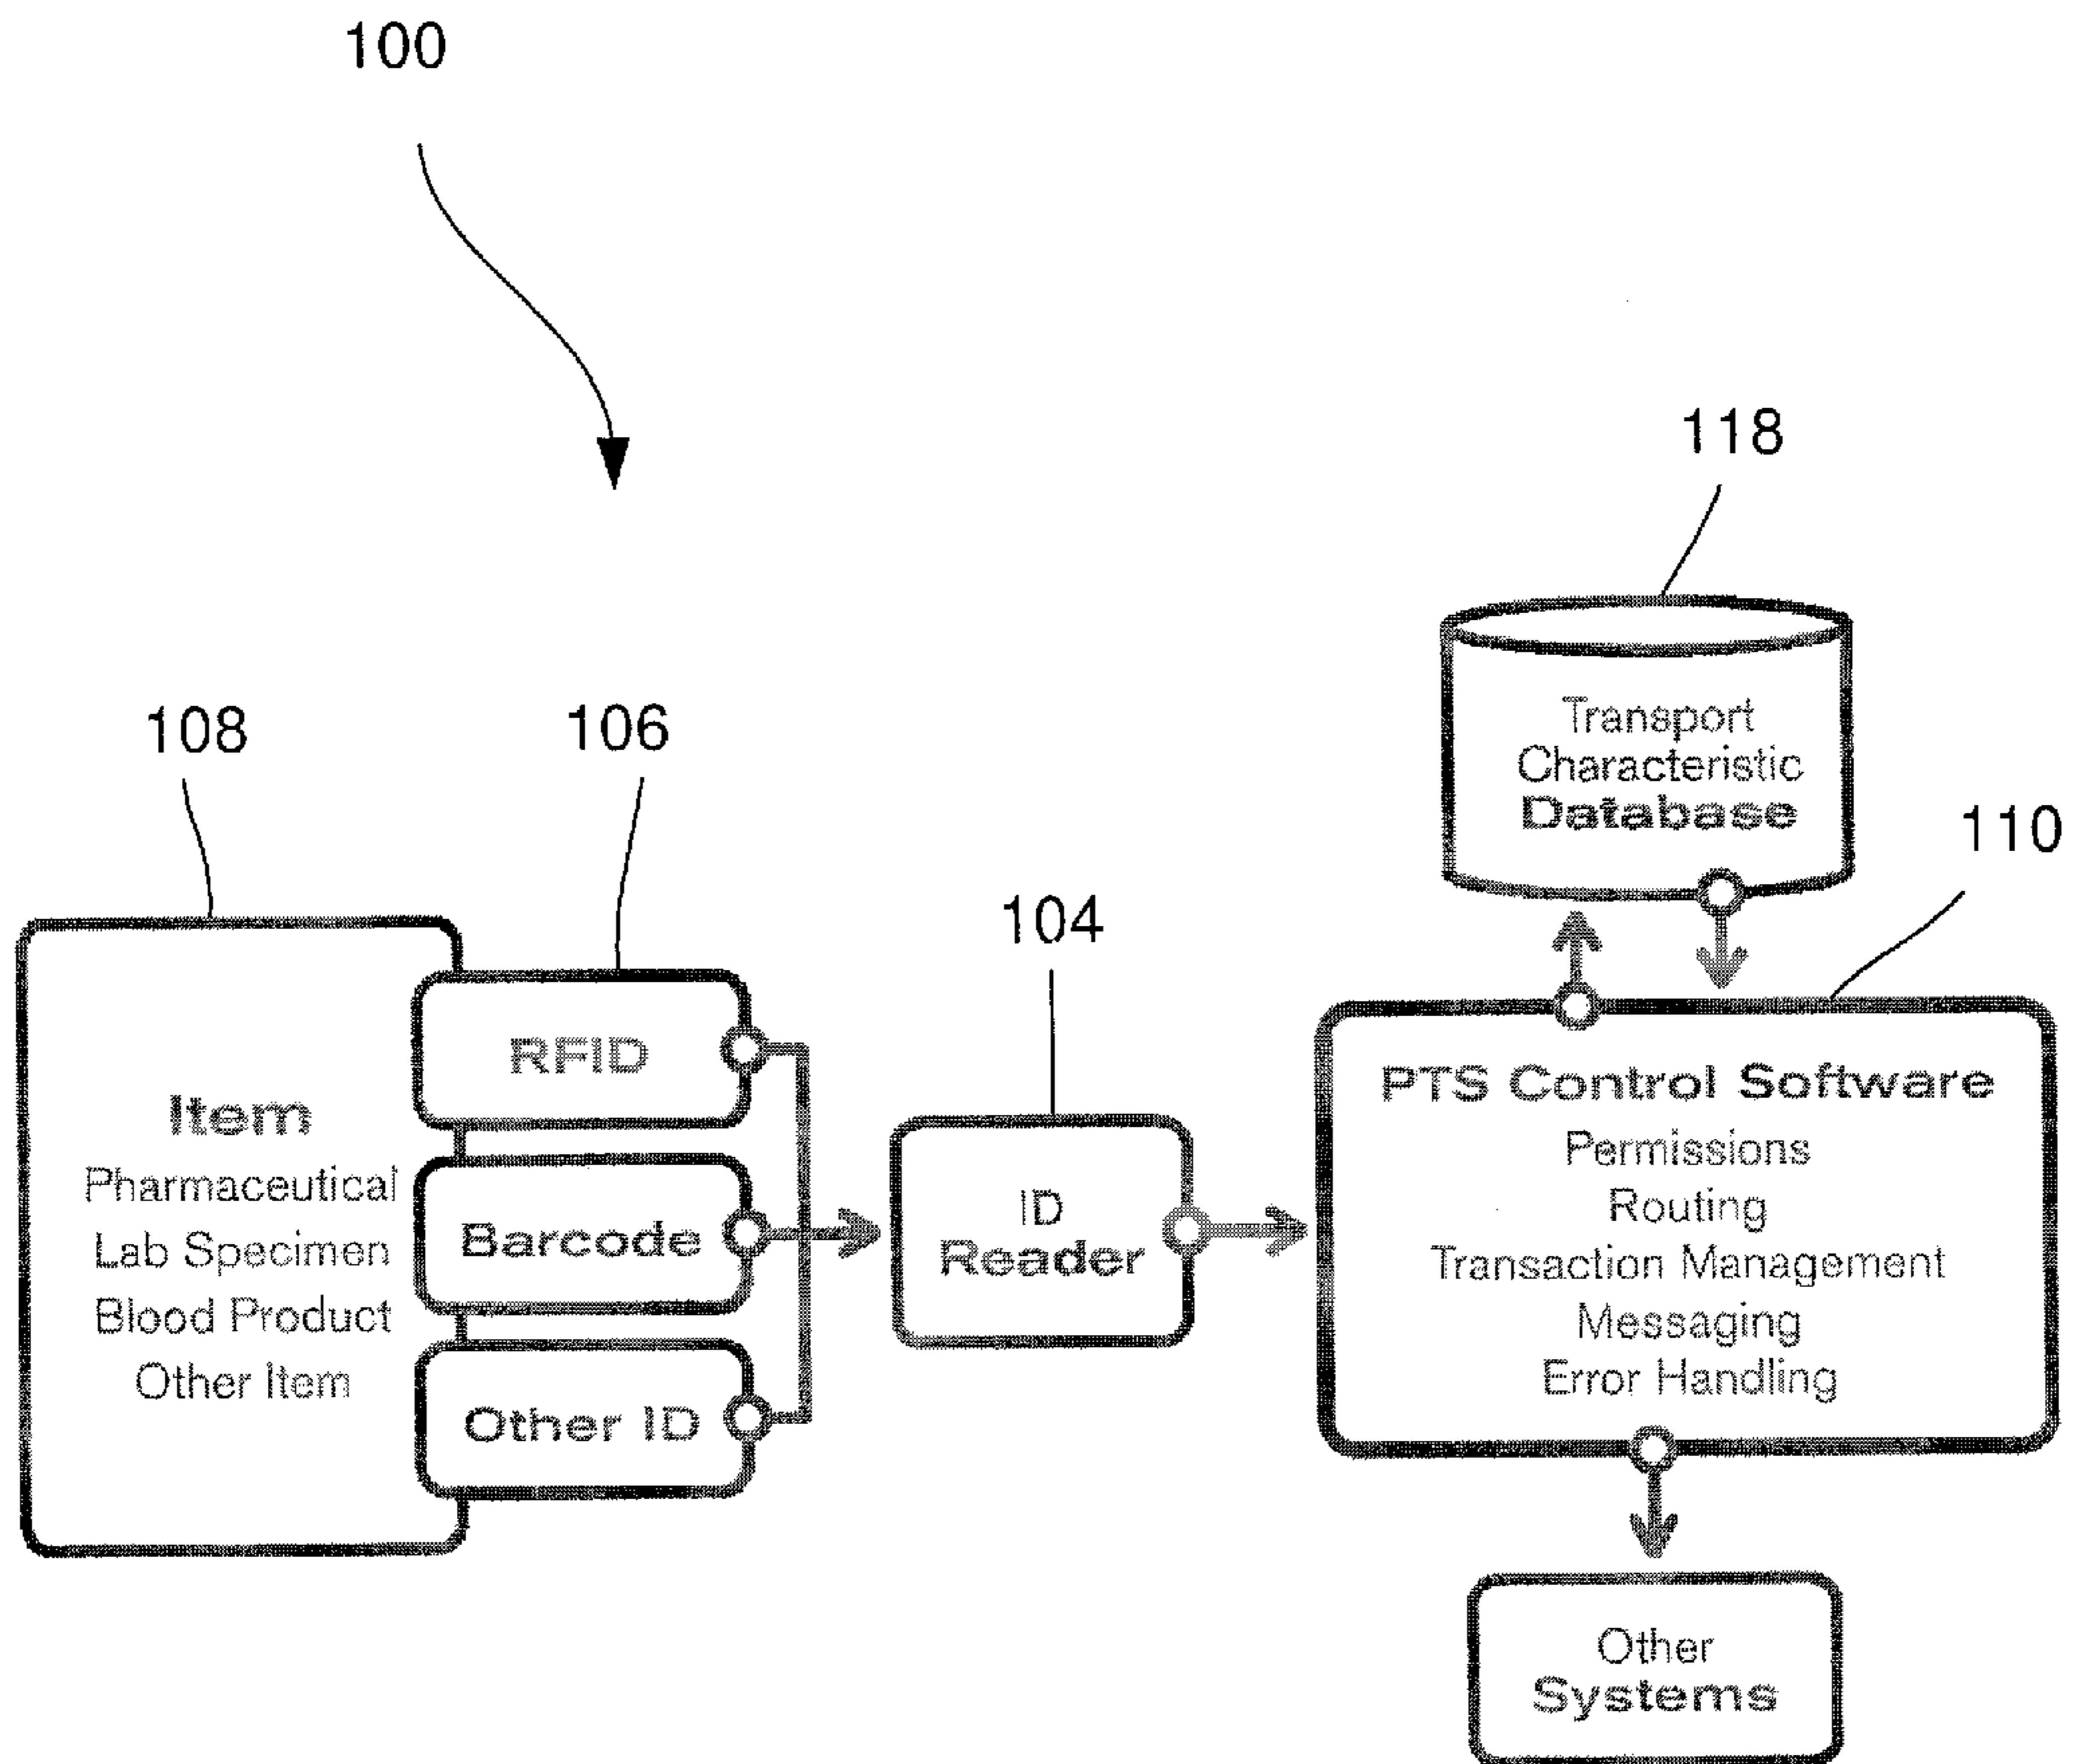 100
118
Transport
Characteristic
Database
110
108
106
104
Item
Pharmaceutical
Lab Specimen
Blood Product
Other Item
RFID
Barcode
Other ID
ID
Reader
PTS Control Software
Permissions
Routing
Transaction Management
Messaging
Error Handling
Other
Systems